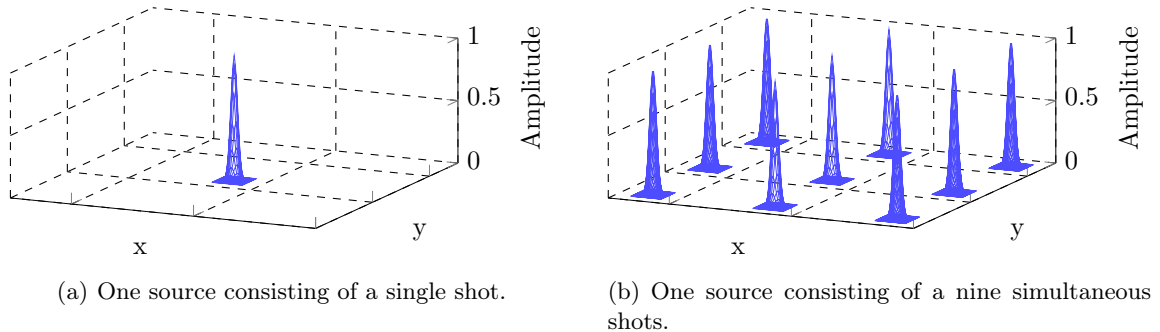 1
0.5
0
Amplitude
x
y
1
0.5
0
Amplitude
x
y
(a) One source consisting of a single shot.
(b) One source consisting of a nine simultaneous
shots.